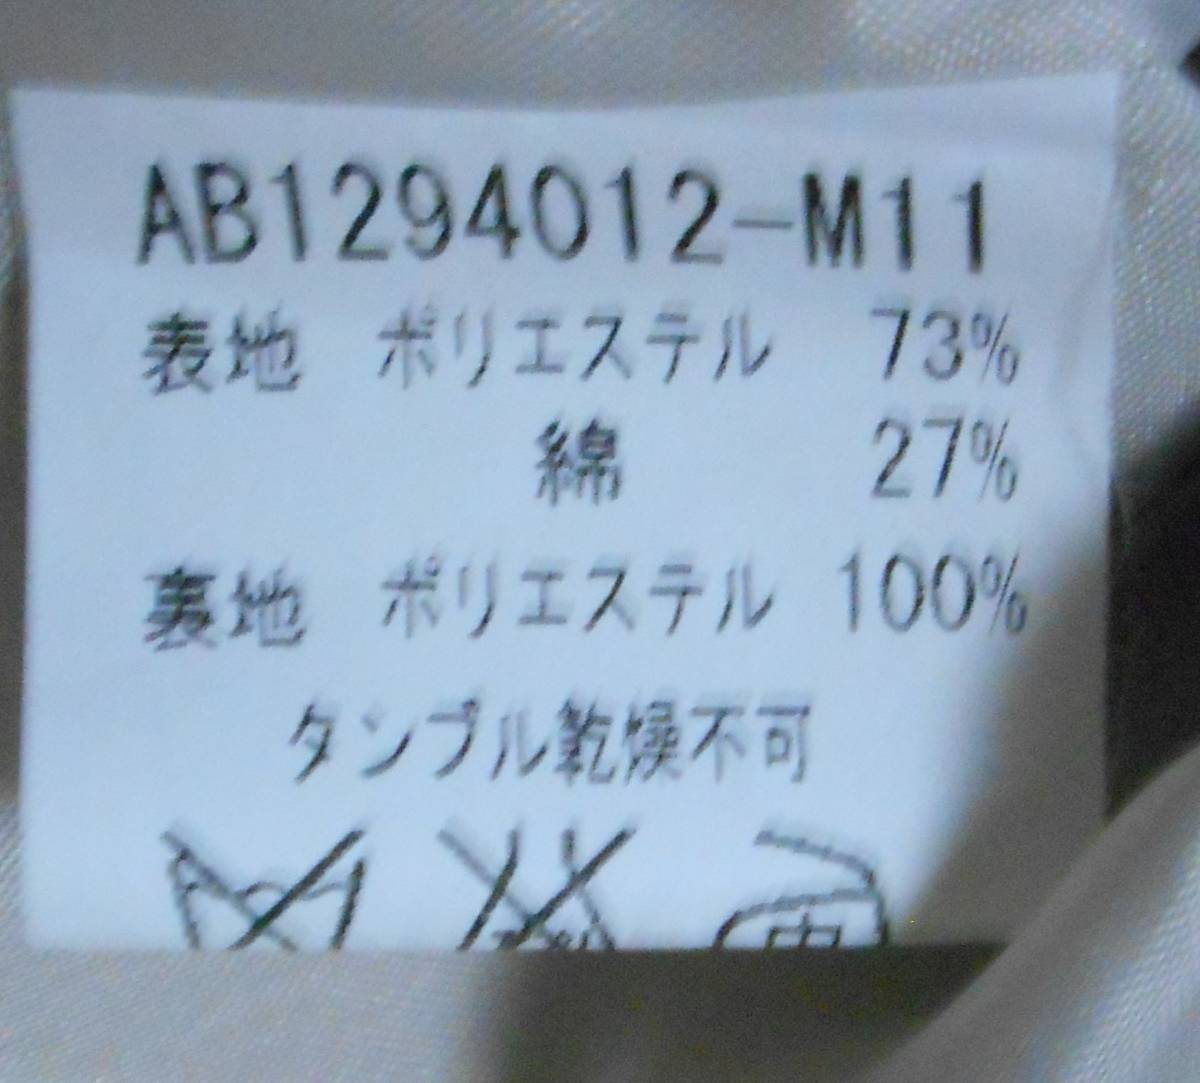 AB1294012-M11
表地 ポリエステル 73%
綿 27%
裏地 ポリエステル 100%
タンブル乾燥不可
中